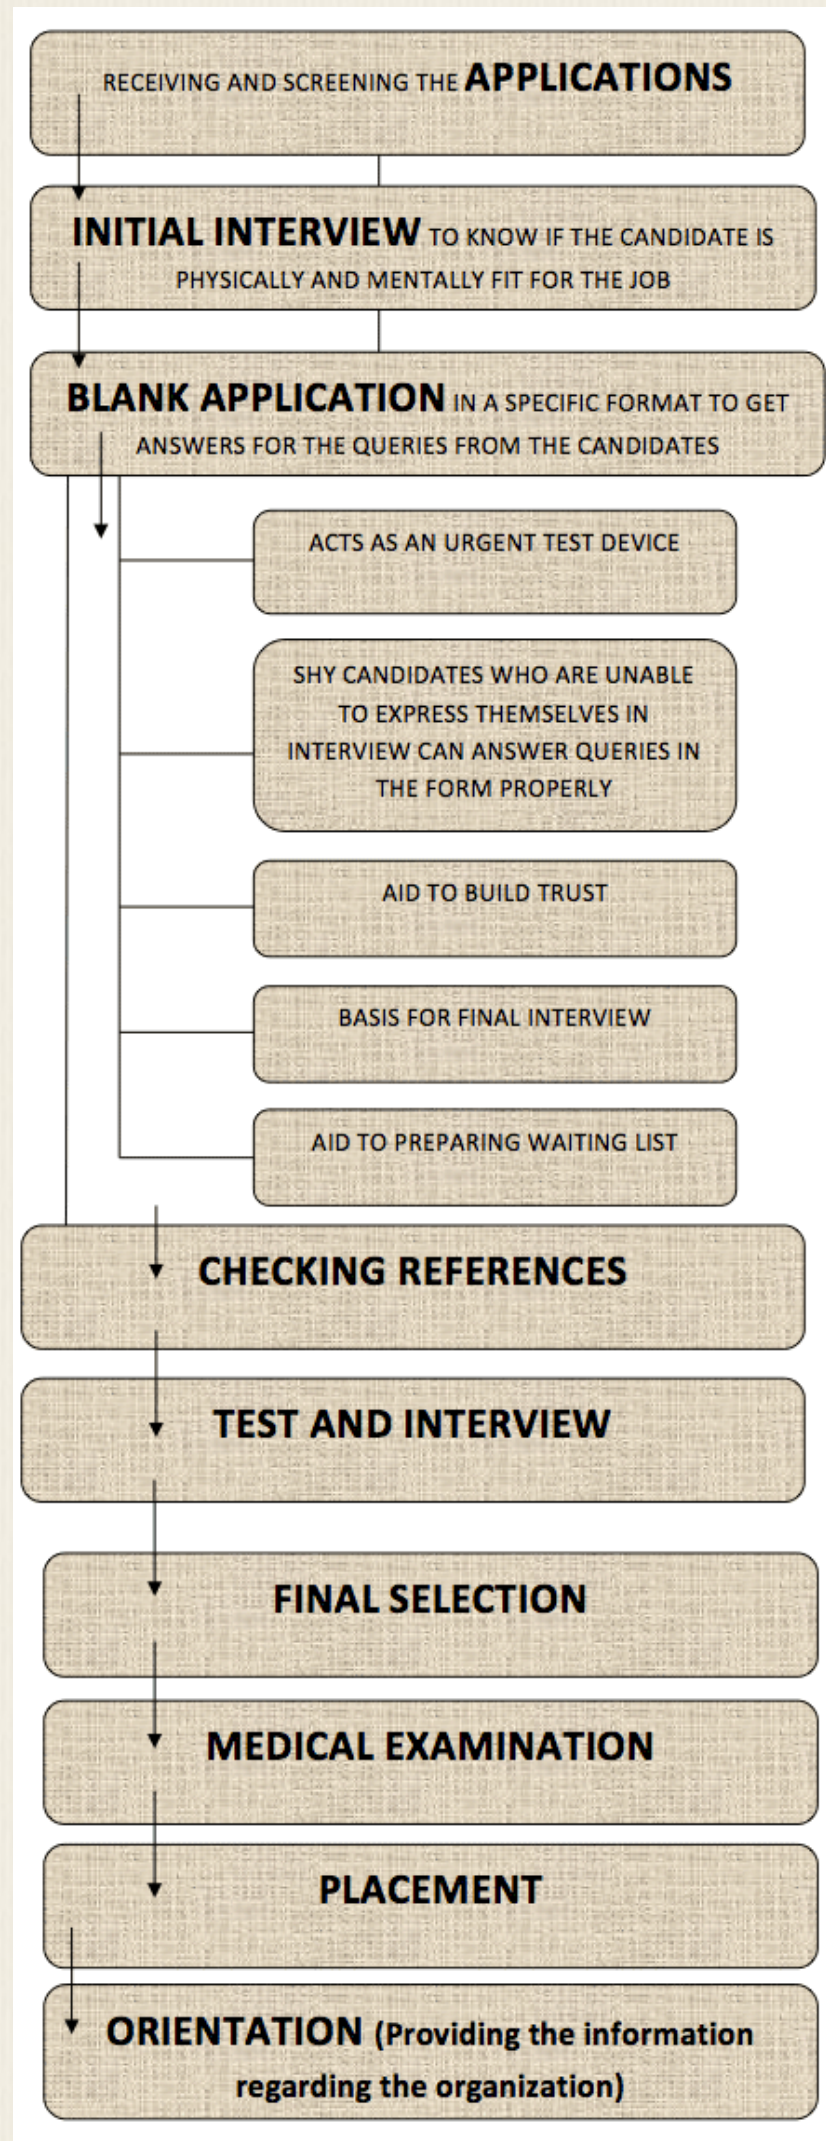 RECEIVING AND SCREENING THE APPLICATIONS
INITIAL INTERVIEW TO KNOW IF THE CANDIDATE IS
PHYSICALLY AND MENTALLY FIT FOR THE JOB
BLANK APPLICATION IN A SPECIFIC FORMAT TO GET
ANSWERS FOR THE QUERIES FROM THE CANDIDATES
ACTS AS AN URGENT TEST DEVICE
SHY CANDIDATES WHO ARE UNABLE
TO EXPRESS THEMSELVES IN
INTERVIEW CAN ANSWER QUERIES IN
THE FORM PROPERLY
AID TO BUILD TRUST
BASIS FOR FINAL INTERVIEW
AID TO PREPARING WAITING LIST
CHECKING REFERENCES
TEST AND INTERVIEW
FINAL SELECTION
MEDICAL EXAMINATION
PLACEMENT
ORIENTATION (Providing the information
regarding the organization)